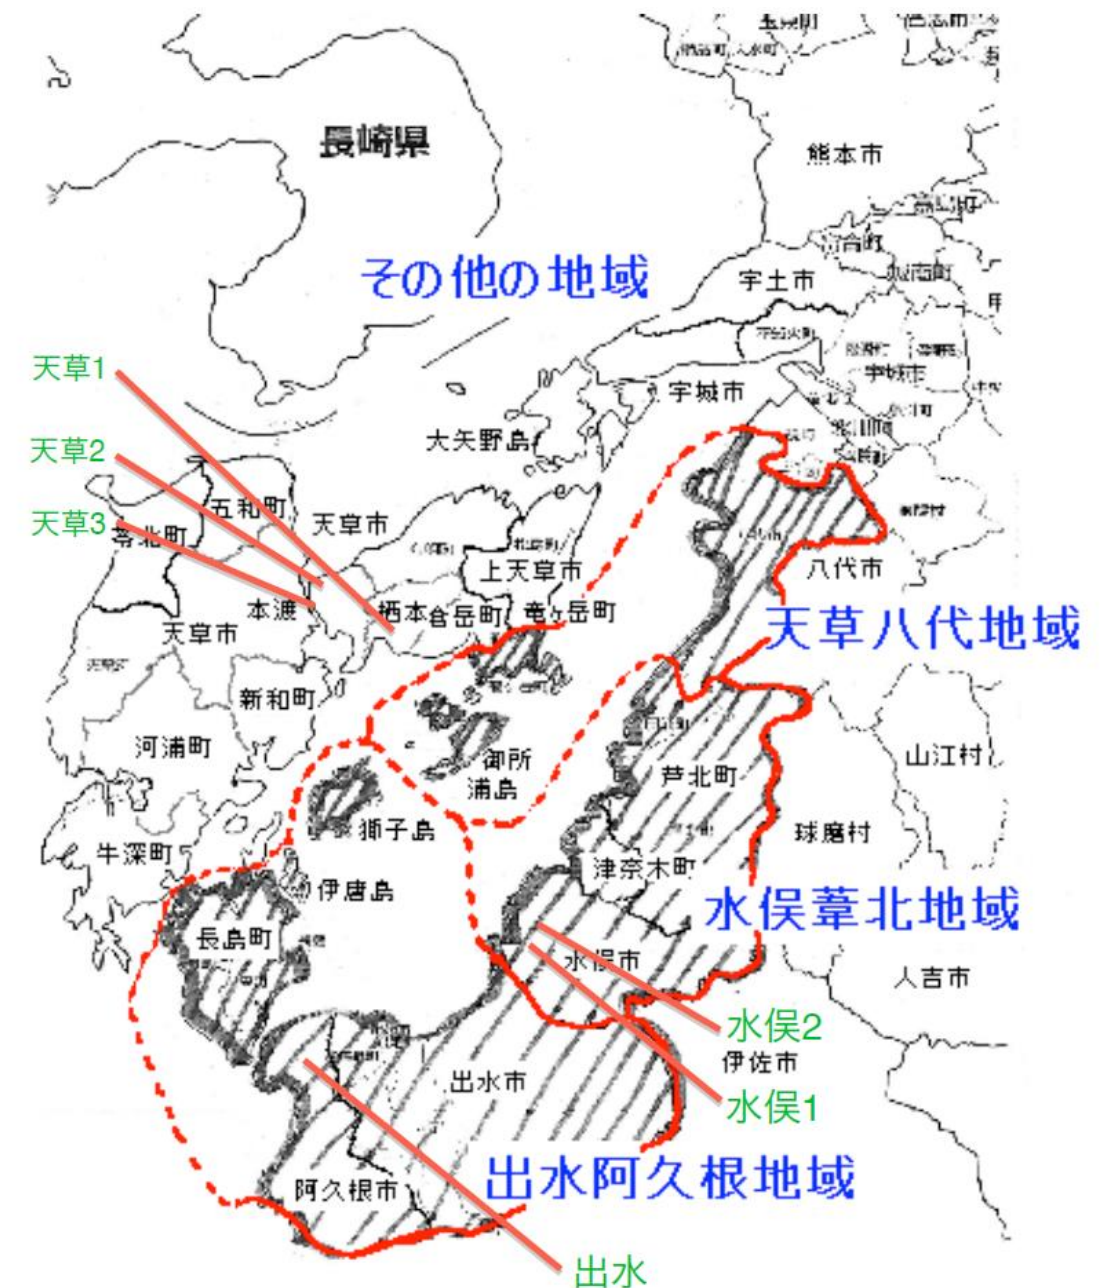 長崎県
熊本市
その他の地域
宇土市
天草1
宇城市
宇城市
大矢野島
天草2
五和町
天草市
天草3
苓北町
上天草市
八代市
本渡
栖本
倉岳町
竜ヶ岳町
天草市
天草八代地域
新和町
河浦町
御所
浦島
芦北町
山江村
獅子島
球磨村
牛深町
津奈木町
伊唐島
水俣葦北地域
長島町
水俣市
人吉市
水俣2
伊佐市
出水市
水俣1
出水阿久根地域
阿久根市
出水